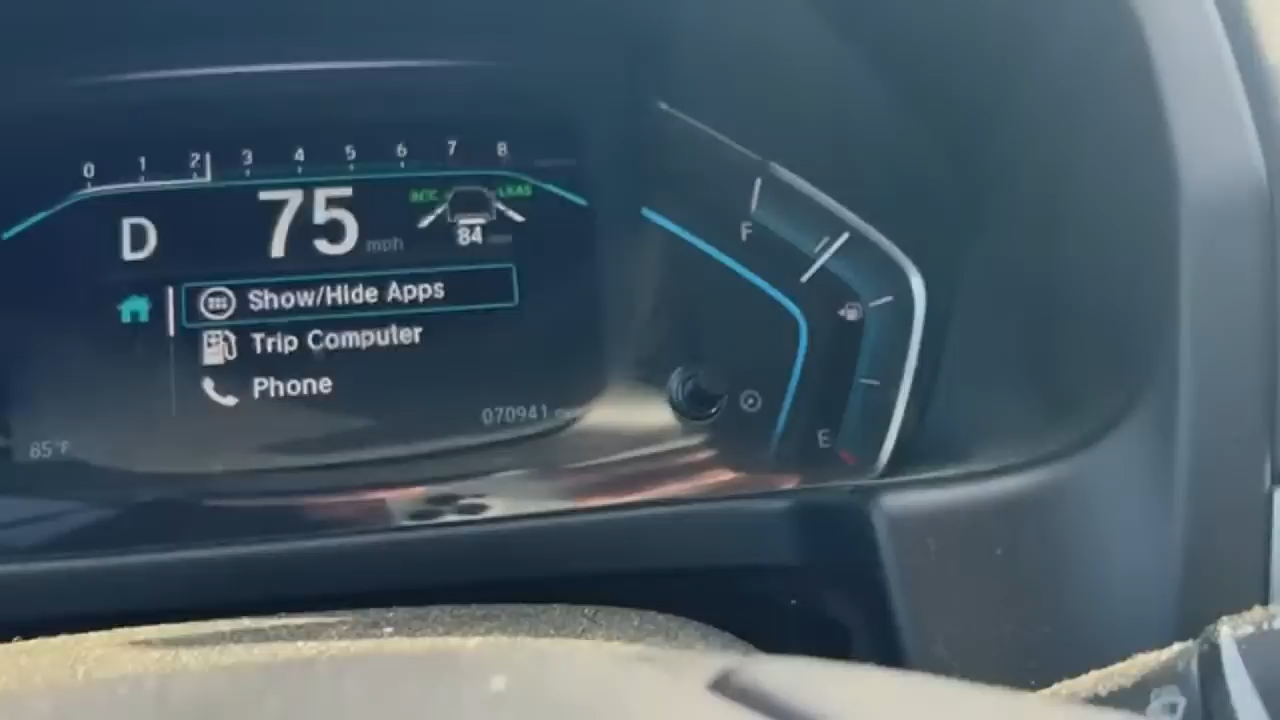 0 1 2 3 4 5 6 7 8
D 75 mph
ACC LKAS
84
F
Show/Hide Apps
Trip Computer
Phone
070941
85°F
E